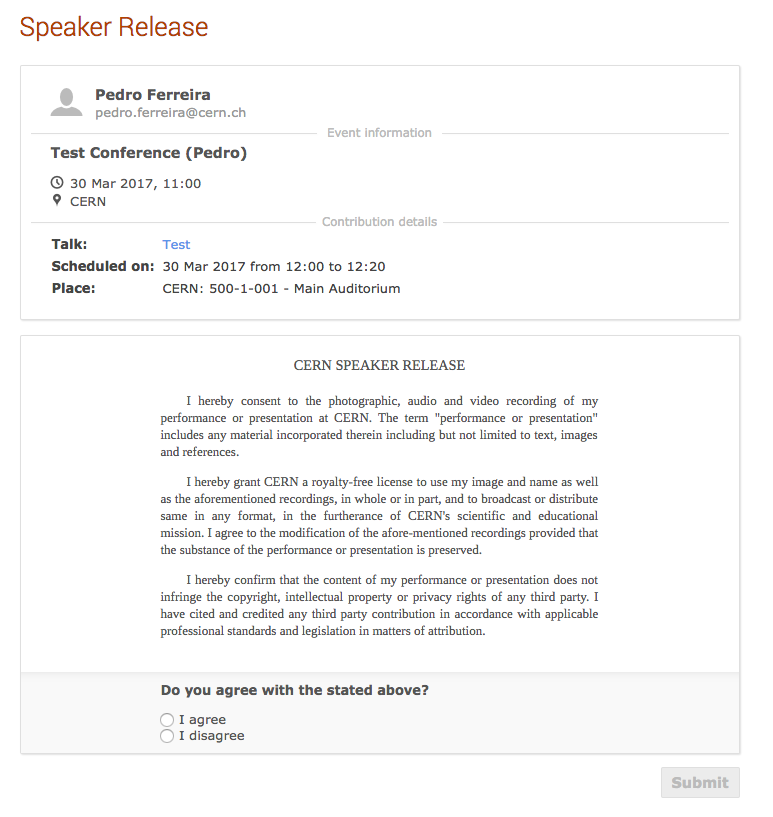 Speaker Release
Pedro Ferreira
pedro.ferreira@cern.ch
Event information
Test Conference (Pedro)
30 Mar 2017, 11:00
CERN
Contribution details
Talk: Test
Scheduled on: 30 Mar 2017 from 12:00 to 12:20
Place: CERN: 500-1-001 - Main Auditorium
CERN SPEAKER RELEASE
I hereby consent to the photographic, audio and video recording of my
performance or presentation at CERN. The term "performance or presentation"
includes any material incorporated therein including but not limited to text, images
and references.
I hereby grant CERN a royalty-free license to use my image and name as well
as the aforementioned recordings, in whole or in part, and to broadcast or distribute
same in any format, in the furtherance of CERN's scientific and educational
mission. I agree to the modification of the afore-mentioned recordings provided that
the substance of the performance or presentation is preserved.
I hereby confirm that the content of my performance or presentation does not
infringe the copyright, intellectual property or privacy rights of any third party. I
have cited and credited any third party contribution in accordance with applicable
professional standards and legislation in matters of attribution.
Do you agree with the stated above?
I agree
I disagree
Submit